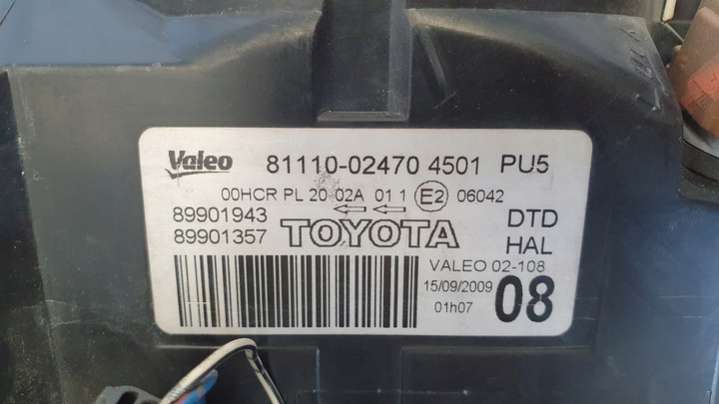 Valeo 81110-02470 4501 PU5
00HCR PL 20 02A 01 1 E2 06042
89901943 DTD
89901357 TOYOTA HAL
VALEO 02-108
15/09/2009
01h07 08